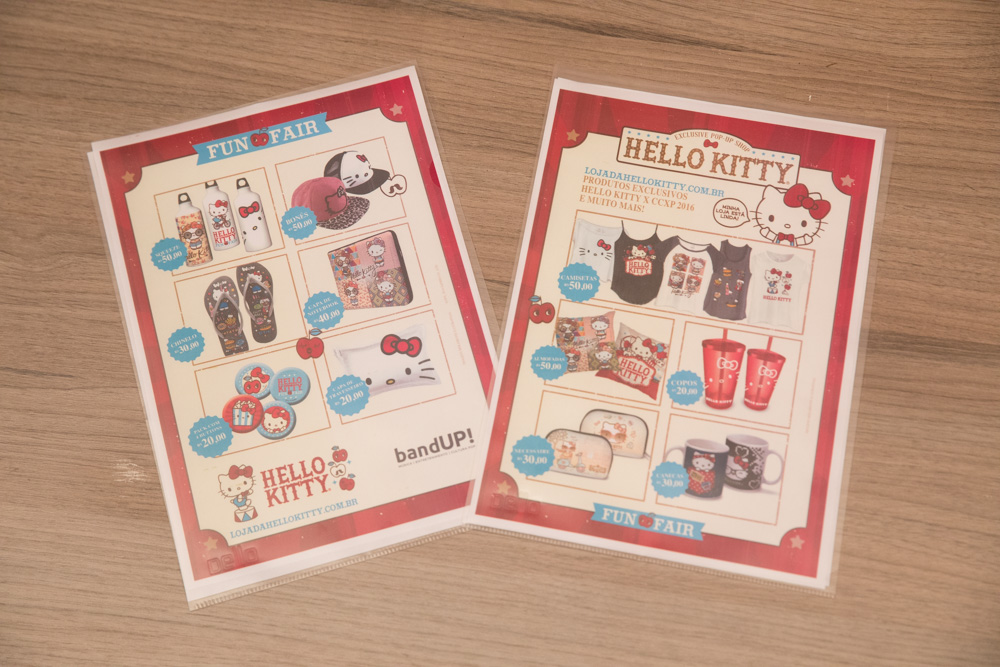 FUN FAIR
SQUEEZE
R$50,00
BONÉS
R$50,00
CHINELOS
R$30,00
CAPA DE
NOTEBOOK
R$40,00
PACK COM
R$20,00
CAPA DE
TRAVESSEIRO
R$20,00
HELLO
KITTY
bandUP!
LOJADAHELLOKITTY.COM.BR
EXCLUSIVE POP-UP SHOP
HELLO KITTY
LOJADAHELLOKITTY.COM.BR
PRODUTOS EXCLUSIVOS
HELLO KITTY X CCXP 2016
E MUITO MAIS!
MINHA
LOJA ESTÁ
LINDA!
CAMISETAS
R$50,00
HELLO
KITTY
ALMOFADAS
R$50,00
COPOS
R$20,00
NECESSAIRE
R$30,00
CANECAS
R$30,00
FUN FAIR